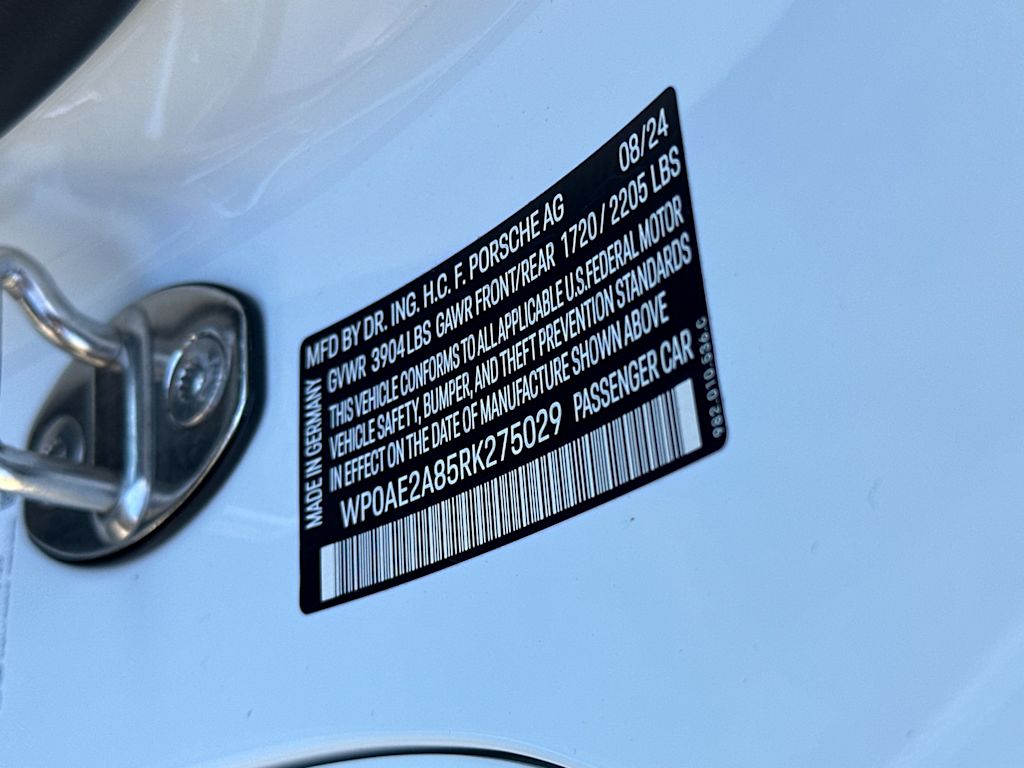 MFD BY DR. ING. H.C. F. PORSCHE AG 08/24
GVWR 3904 LBS GAWR FRONT/REAR 1720 / 2205 LBS
THIS VEHICLE CONFORMS TO ALL APPLICABLE U.S. FEDERAL MOTOR
VEHICLE SAFETY, BUMPER, AND THEFT PREVENTION STANDARDS
IN EFFECT ON THE DATE OF MANUFACTURE SHOWN ABOVE
WP0AE2A85RK275029 PASSENGER CAR
MADE IN GERMANY
982.010.536.G